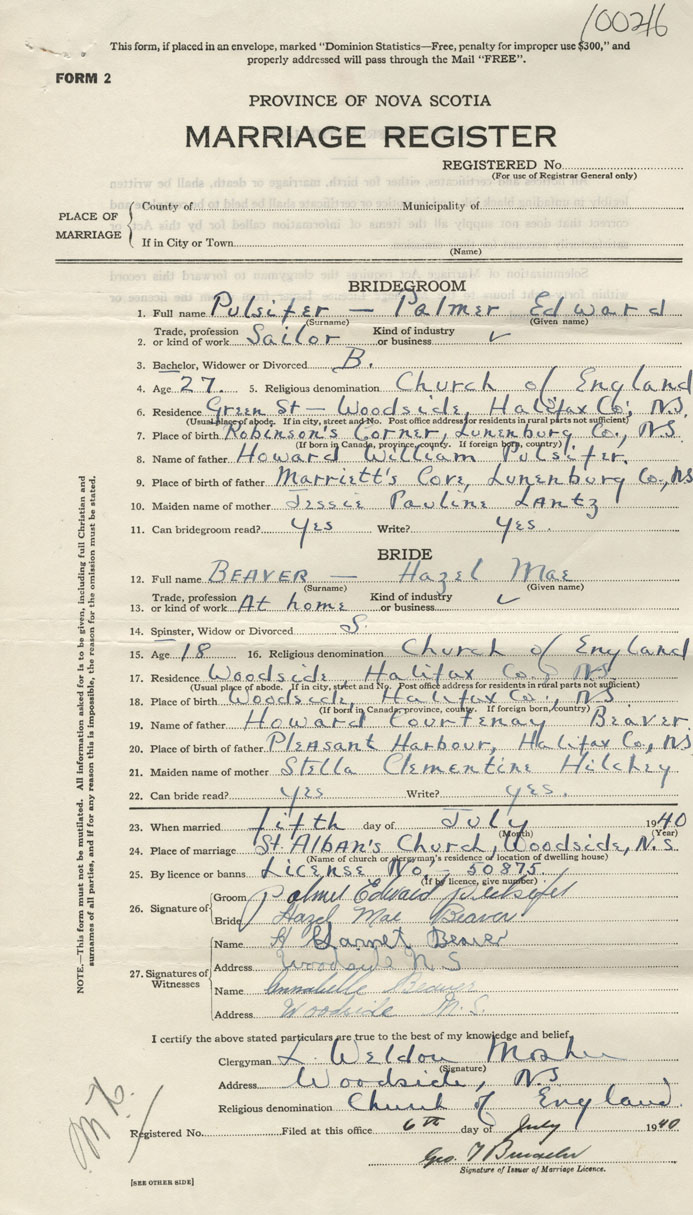 100246
This form, if placed in an envelope, marked "Dominion Statistics—Free, penalty for improper use $300," and
properly addressed will pass through the Mail "FREE".
FORM 2
PROVINCE OF NOVA SCOTIA
MARRIAGE REGISTER
REGISTERED No.
(For use of Registrar General only)
PLACE OF MARRIAGE
County of Municipality of
If in City or Town
(Name)
BRIDEGROOM
1. Full name Pulsifer — Palmer Edward
(Surname) (Given name)
2. Trade, profession or kind of work Sailor Kind of industry or business ✓
3. Bachelor, Widower or Divorced B.
4. Age 27. 5. Religious denomination Church of England
6. Residence Green St — Woodside, Halifax Co; N.S.
(Usual place of abode. If in city, street and No. Post office address for residents in rural parts not sufficient)
7. Place of birth Robinson's Corner, Lunenburg Co., N.S.
(If born in Canada, province, county. If foreign born, country)
8. Name of father Howard William Pulsifer.
9. Place of birth of father Marriett's Cove, Lunenburg Co., NS
10. Maiden name of mother Jessie Pauline Lantz
11. Can bridegroom read? Yes Write? Yes.
BRIDE
12. Full name BEAVER — Hazel Mae
(Surname) (Given name)
13. Trade, profession or kind of work At home Kind of industry or business ✓
14. Spinster, Widow or Divorced S.
15. Age 18 16. Religious denomination Church of England
17. Residence Woodside, Halifax Co., N.S.
(Usual place of abode. If in city, street and No. Post office address for residents in rural parts not sufficient)
18. Place of birth Woodside, Halifax Co., N.S.
(If born in Canada, province, county. If foreign born, country)
19. Name of father Howard Courtenay Beaver.
20. Place of birth of father Pleasant Harbour, Halifax Co., NS
21. Maiden name of mother Stella Clementine Hilchey
22. Can bride read? yes Write? yes.
23. When married fifth day of July 1940
(Month) (Year)
24. Place of marriage St. Alban's Church, Woodside, N.S.
(Name of church or clergyman's residence or location of dwelling house)
25. By licence or banns License No. - 50875
(If by licence, give number)
26. Signature of
Groom Palmer Edward Pulsifer
Bride Hazel Mae Beaver
27. Signatures of Witnesses
Name H Garnet Beaver
Address Woodside N S
Name Annabelle Beaver
Address Woodside N.S.
I certify the above stated particulars are true to the best of my knowledge and belief.
Clergyman L. Weldon Mosher
(Signature)
Address Woodside, N.S
Religious denomination Church of England.
Registered No. Filed at this office 6th day of July 1940
Geo. T
Signature of Issuer of Marriage Licence.
[SEE OTHER SIDE]
NOTE.—This form must not be mutilated. All information asked for is to be given, including full Christian and
surnames of all parties, and if for any reason this is impossible, the reason for the omission must be stated.